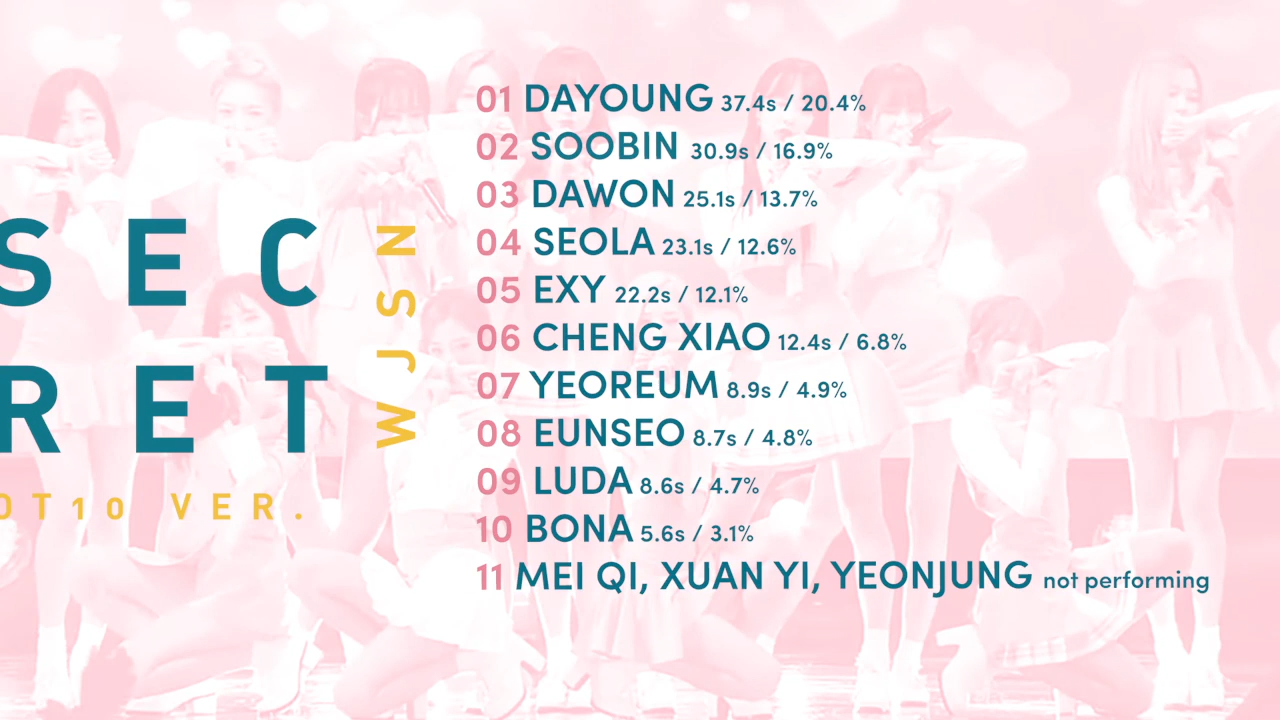 SEC
RET
WJSN
OT10 VER.
01 DAYOUNG 37.4s / 20.4%
02 SOOBIN 30.9s / 16.9%
03 DAWON 25.1s / 13.7%
04 SEOLA 23.1s / 12.6%
05 EXY 22.2s / 12.1%
06 CHENG XIAO 12.4s / 6.8%
07 YEOREUM 8.9s / 4.9%
08 EUNSEO 8.7s / 4.8%
09 LUDA 8.6s / 4.7%
10 BONA 5.6s / 3.1%
11 MEI QI, XUAN YI, YEONJUNG not performing